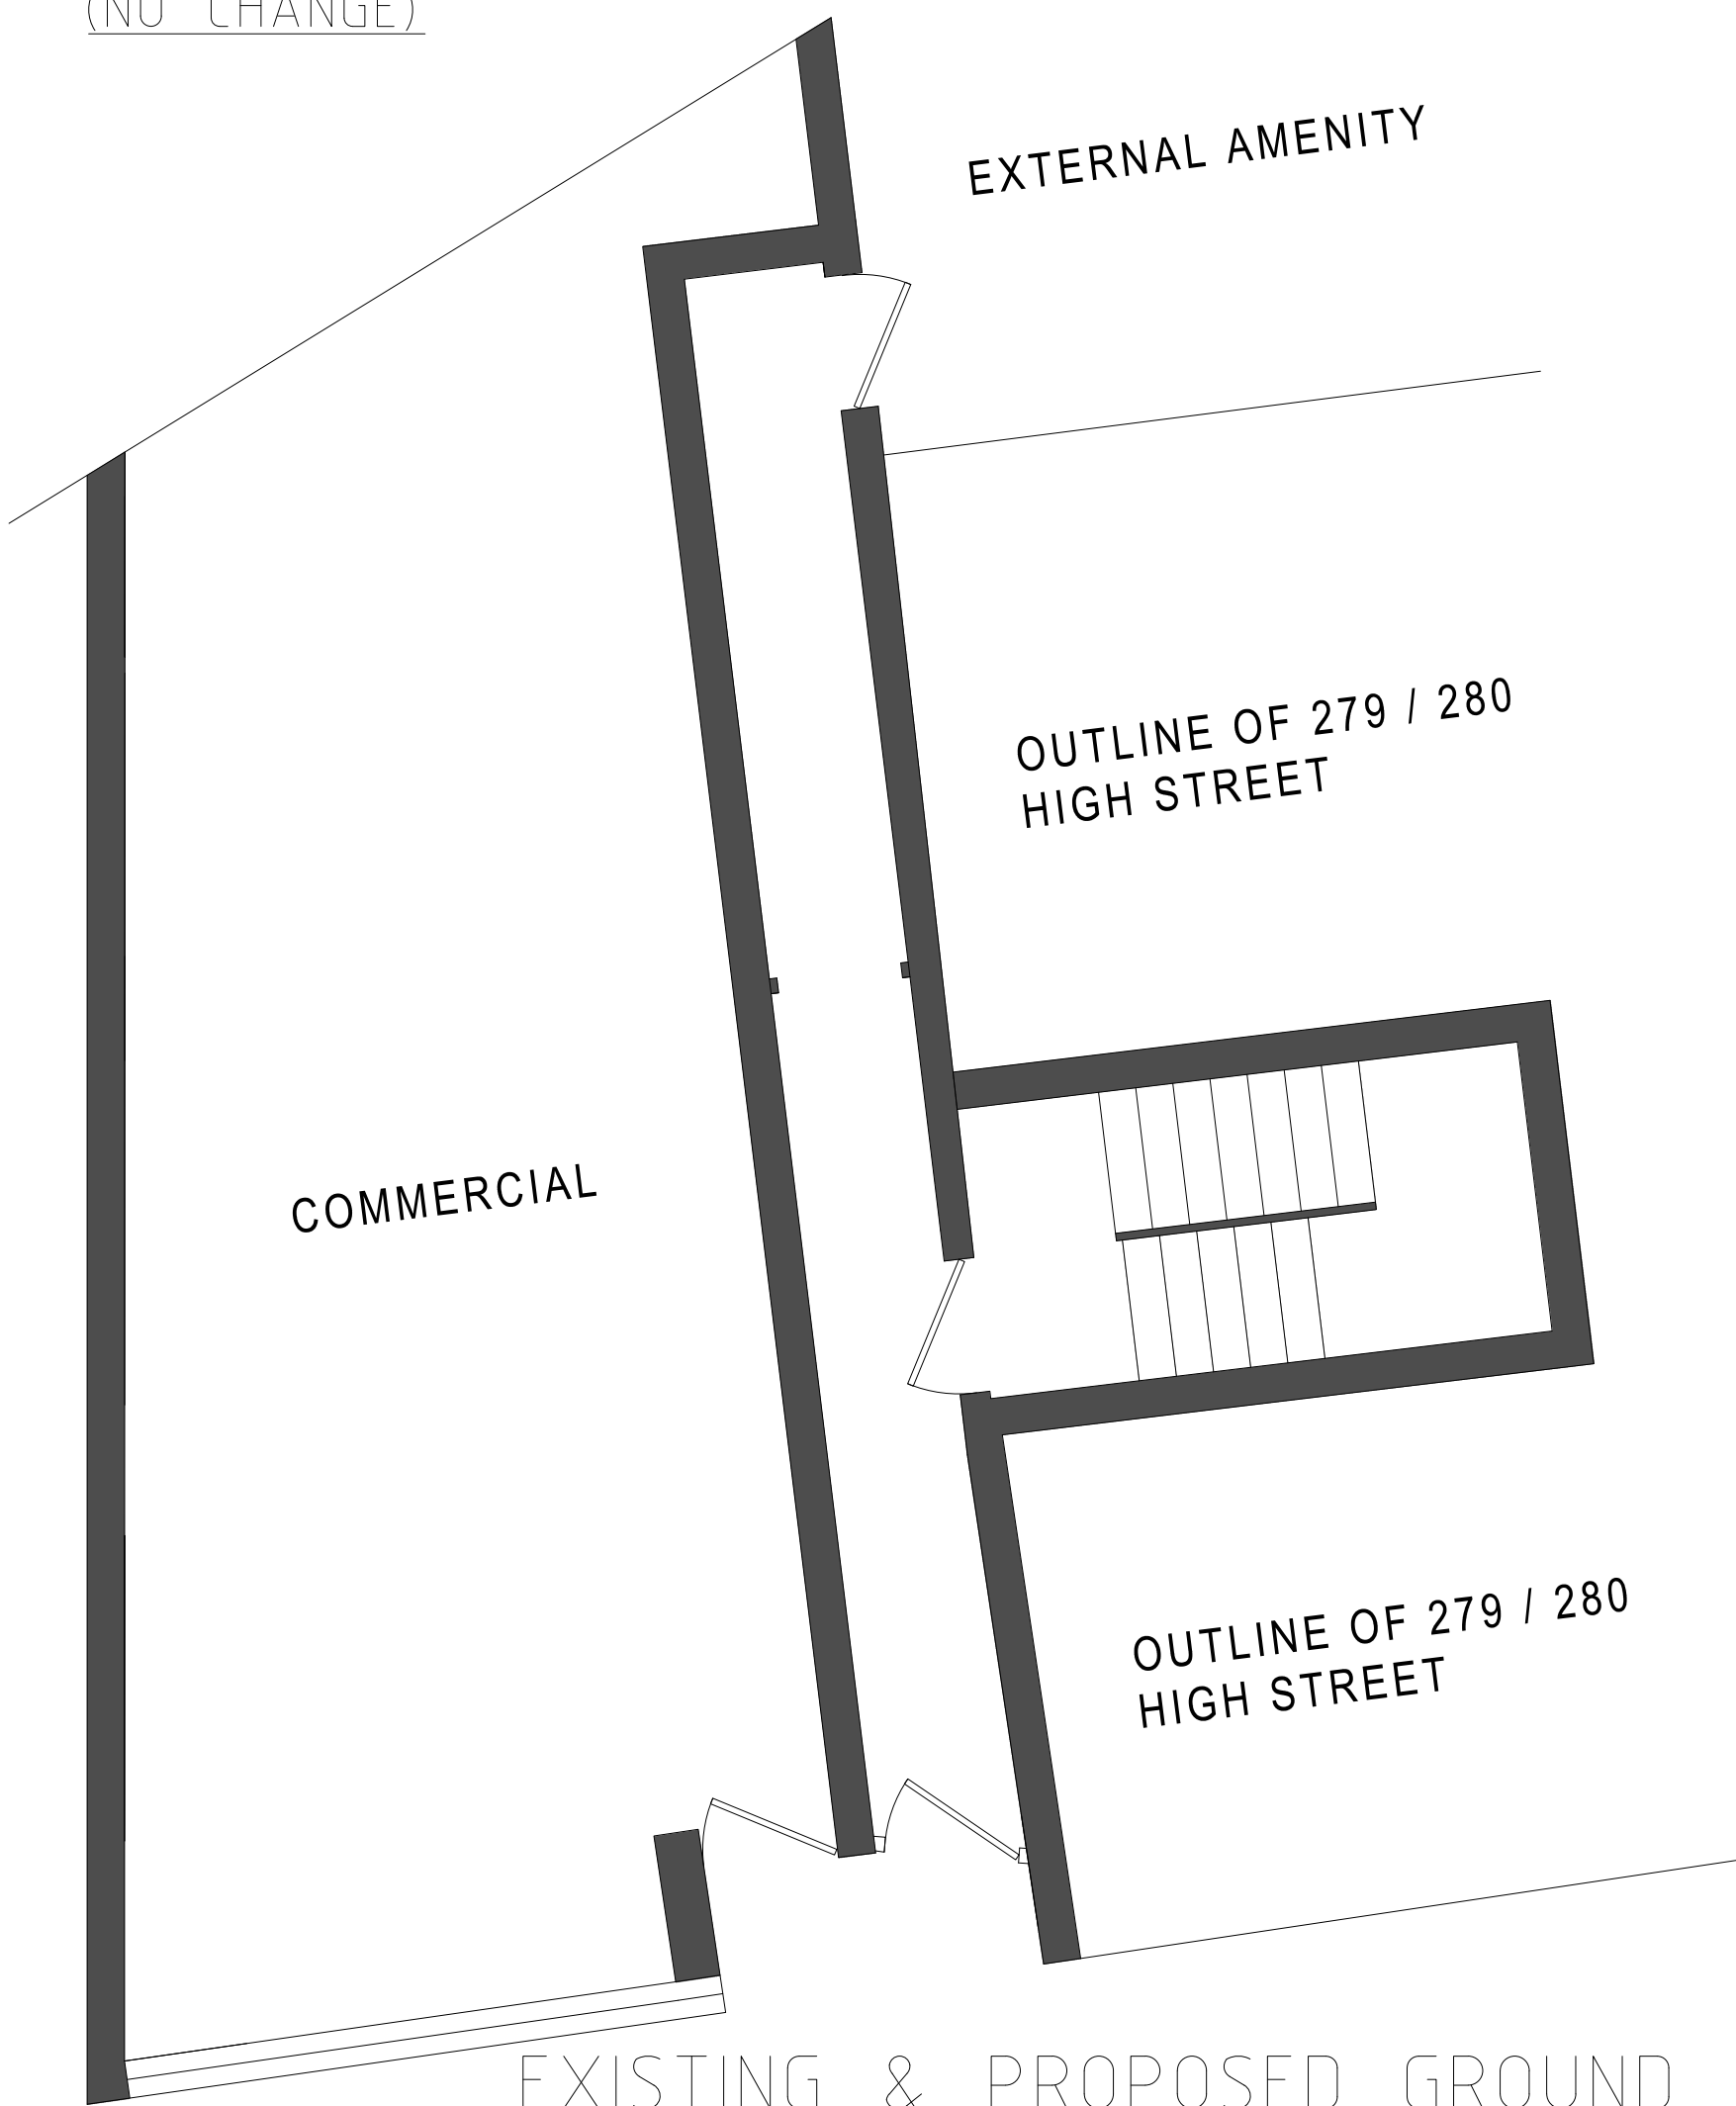 (NO CHANGE)
EXTERNAL AMENITY
OUTLINE OF 279 / 280
HIGH STREET
COMMERCIAL
OUTLINE OF 279 / 280
HIGH STREET
EXISTING & PROPOSED GROUND